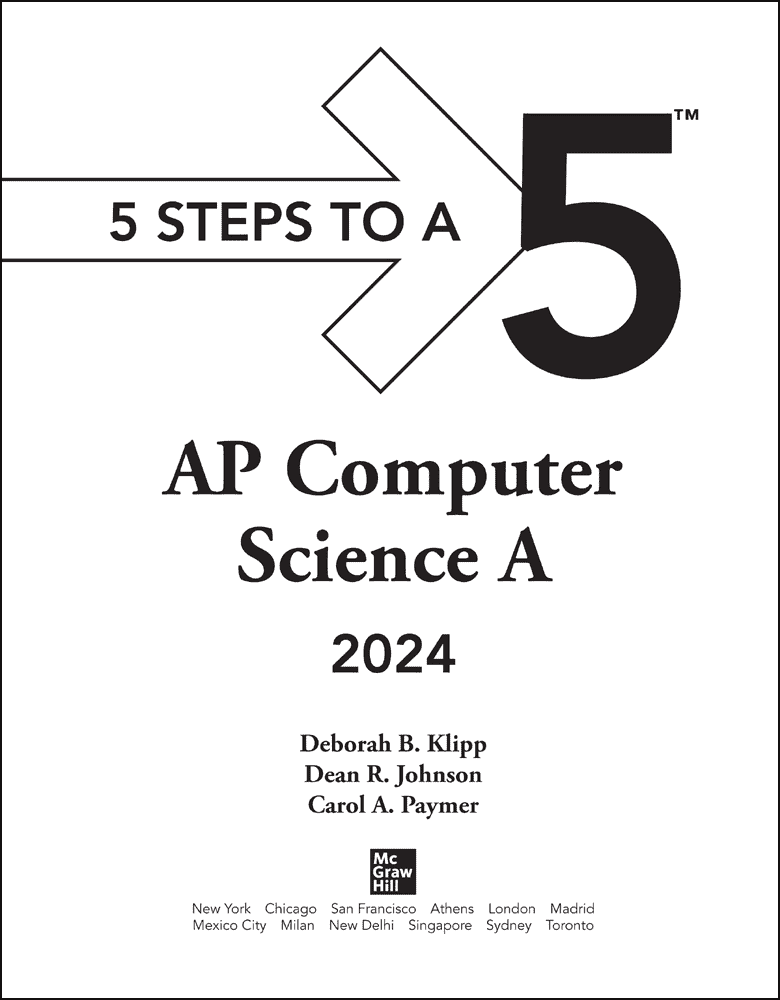 5 STEPS TO A
5™
AP Computer
Science A
2024
Deborah B. Klipp
Dean R. Johnson
Carol A. Paymer
Mc
Graw
Hill
New York Chicago San Francisco Athens London Madrid
Mexico City Milan New Delhi Singapore Sydney Toronto